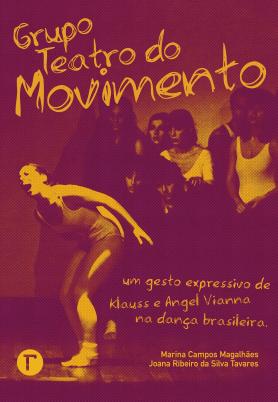 Grupo
Teatro do
Movimento
um gesto expressivo de
Klauss e Angel Vianna
na dança brasileira.
Marina Campos Magalhães
Joana Ribeiro da Silva Tavares
T